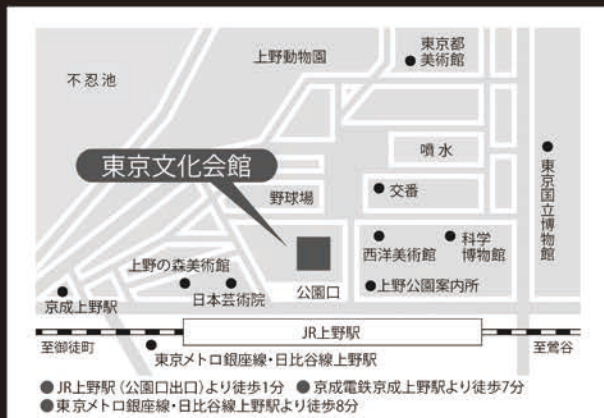 上野動物園
東京都
美術館
不忍池
東京文化会館
噴水
野球場
交番
東京国立博物館
西洋美術館
科学
博物館
上野の森美術館
日本芸術院
公園口
上野公園案内所
京成上野駅
JR上野駅
至御徒町
東京メトロ銀座線・日比谷線上野駅
至鶯谷
●JR上野駅(公園口出口)より徒歩1分 ●京成電鉄京成上野駅より徒歩7分
●東京メトロ銀座線・日比谷線上野駅より徒歩8分